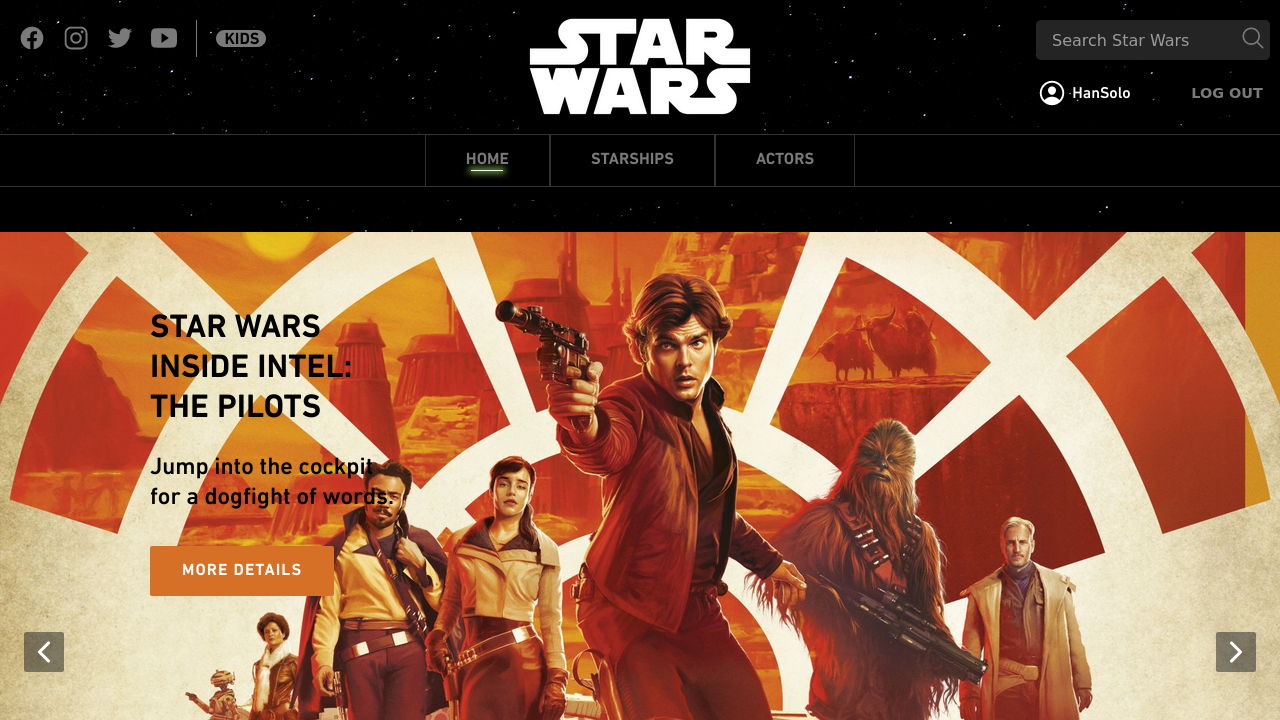 KIDS
STAR
WARS
Search Star Wars
HanSolo
LOG OUT
HOME
STARSHIPS
ACTORS
STAR WARS
INSIDE INTEL:
THE PILOTS
Jump into the cockpit
for a dogfight of words.
MORE DETAILS